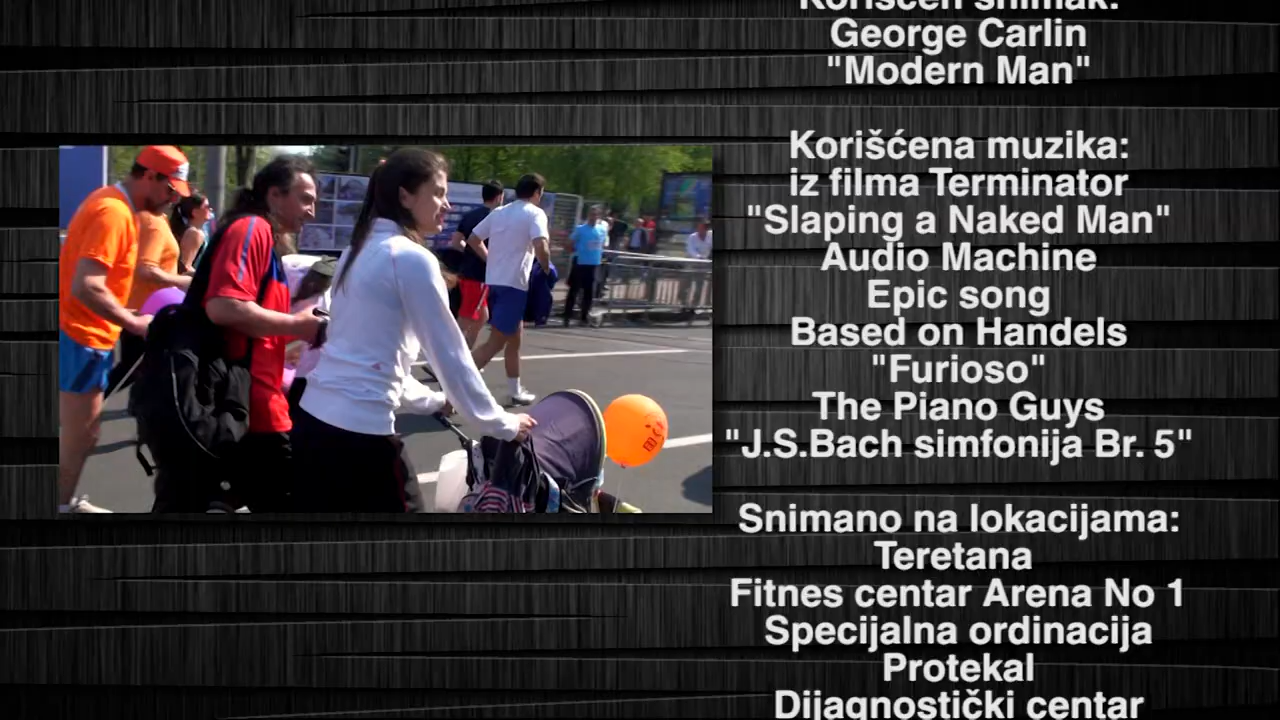 Korišćen snimak:
George Carlin
"Modern Man"
Korišćena muzika:
iz filma Terminator
"Slaping a Naked Man"
Audio Machine
Epic song
Based on Handels
"Furioso"
The Piano Guys
"J.S.Bach simfonija Br. 5"
Snimano na lokacijama:
Teretana
Fitnes centar Arena No 1
Specijalna ordinacija
Protekal
Dijagnostički centar